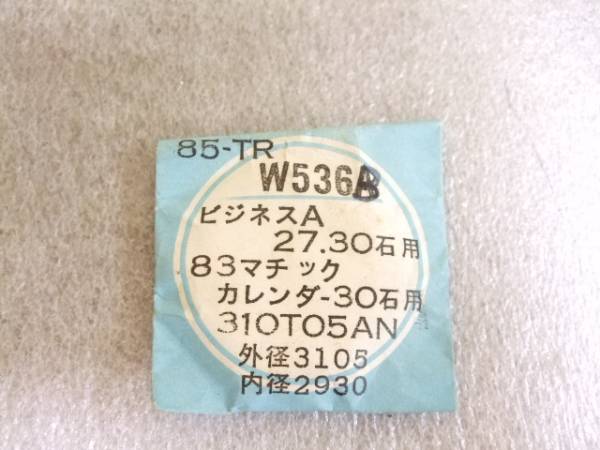 85-TR
W536B
ビジネスA
27.30石用
83マチック
カレンダ-30石用
310T05AN
外径3105
内径2930